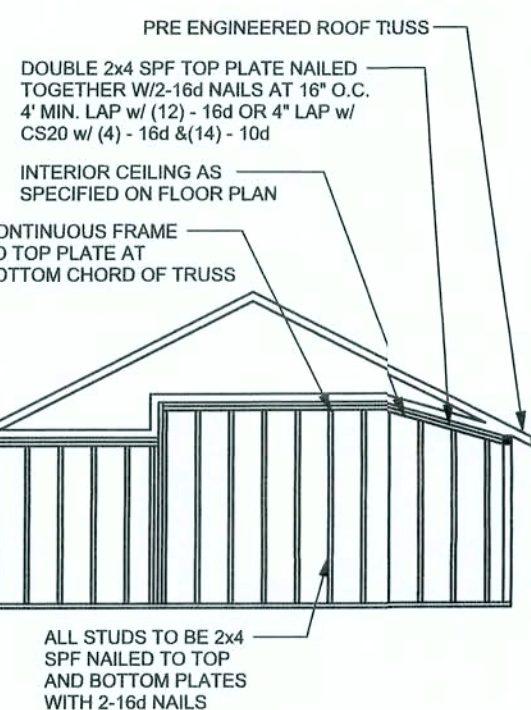 PRE ENGINEERED ROOF TRUSS
DOUBLE 2x4 SPF TOP PLATE NAILED
TOGETHER W/2-16d NAILS AT 16" O.C.
4' MIN. LAP w/ (12) - 16d OR 4" LAP w/
CS20 w/ (4) - 16d &(14) - 10d
INTERIOR CEILING AS
SPECIFIED ON FLOOR PLAN
ONTINUOUS FRAME
O TOP PLATE AT
OTTOM CHORD OF TRUSS
ALL STUDS TO BE 2x4
SPF NAILED TO TOP
AND BOTTOM PLATES
WITH 2-16d NAILS